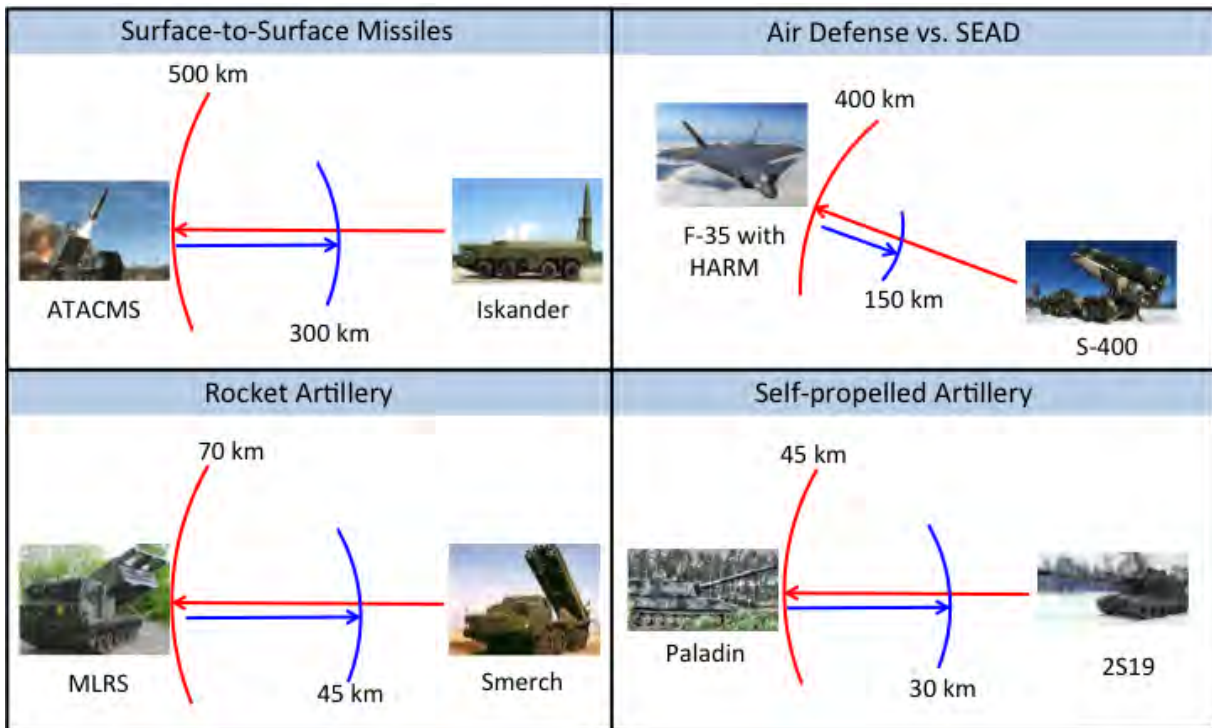 Surface-to-Surface Missiles
500 km
ATACMS
300 km
Iskander
Air Defense vs. SEAD
400 km
F-35 with
HARM
150 km
S-400
Rocket Artillery
70 km
MLRS
45 km
Smerch
Self-propelled Artillery
45 km
Paladin
30 km
2S19